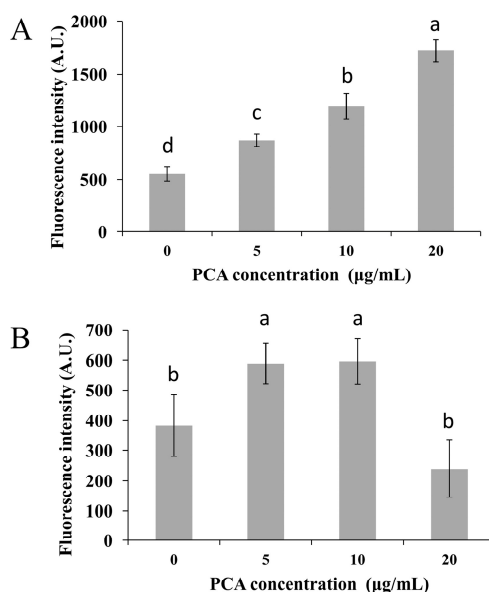 A
Fluorescence intensity (A.U.)
2000
1500
1000
500
0
d
c
b
a
0 5 10 20
PCA concentration (µg/mL)
B
Fluorescence intensity (A.U.)
700
600
500
400
300
200
100
0
b
a
a
b
0 5 10 20
PCA concentration (µg/mL)